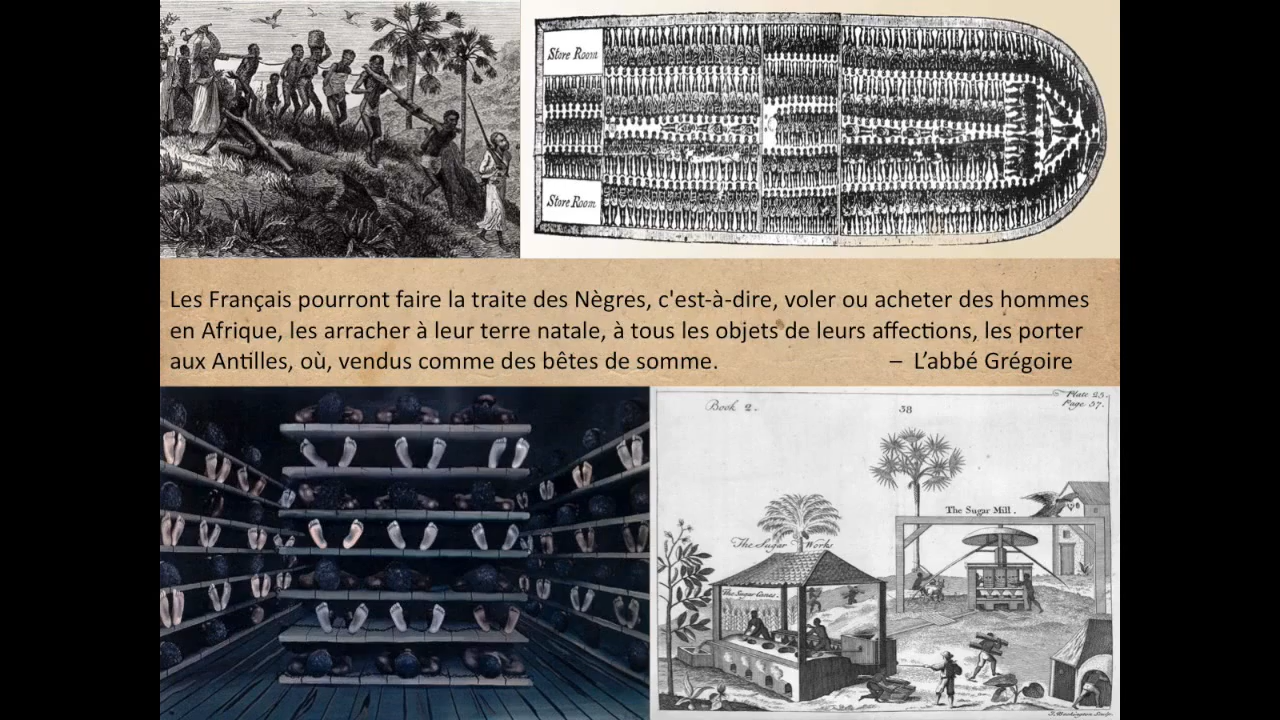 Store Room
Store Room
Les Français pourront faire la traite des Nègres, c'est-à-dire, voler ou acheter des hommes
en Afrique, les arracher à leur terre natale, à tous les objets de leurs affections, les porter
aux Antilles, où, vendus comme des bêtes de somme. – L’abbé Grégoire
Book 2.
38
Plate 25.
Page 37.
The Sugar Mill.
The Sugar Works
The Sugar Canes.